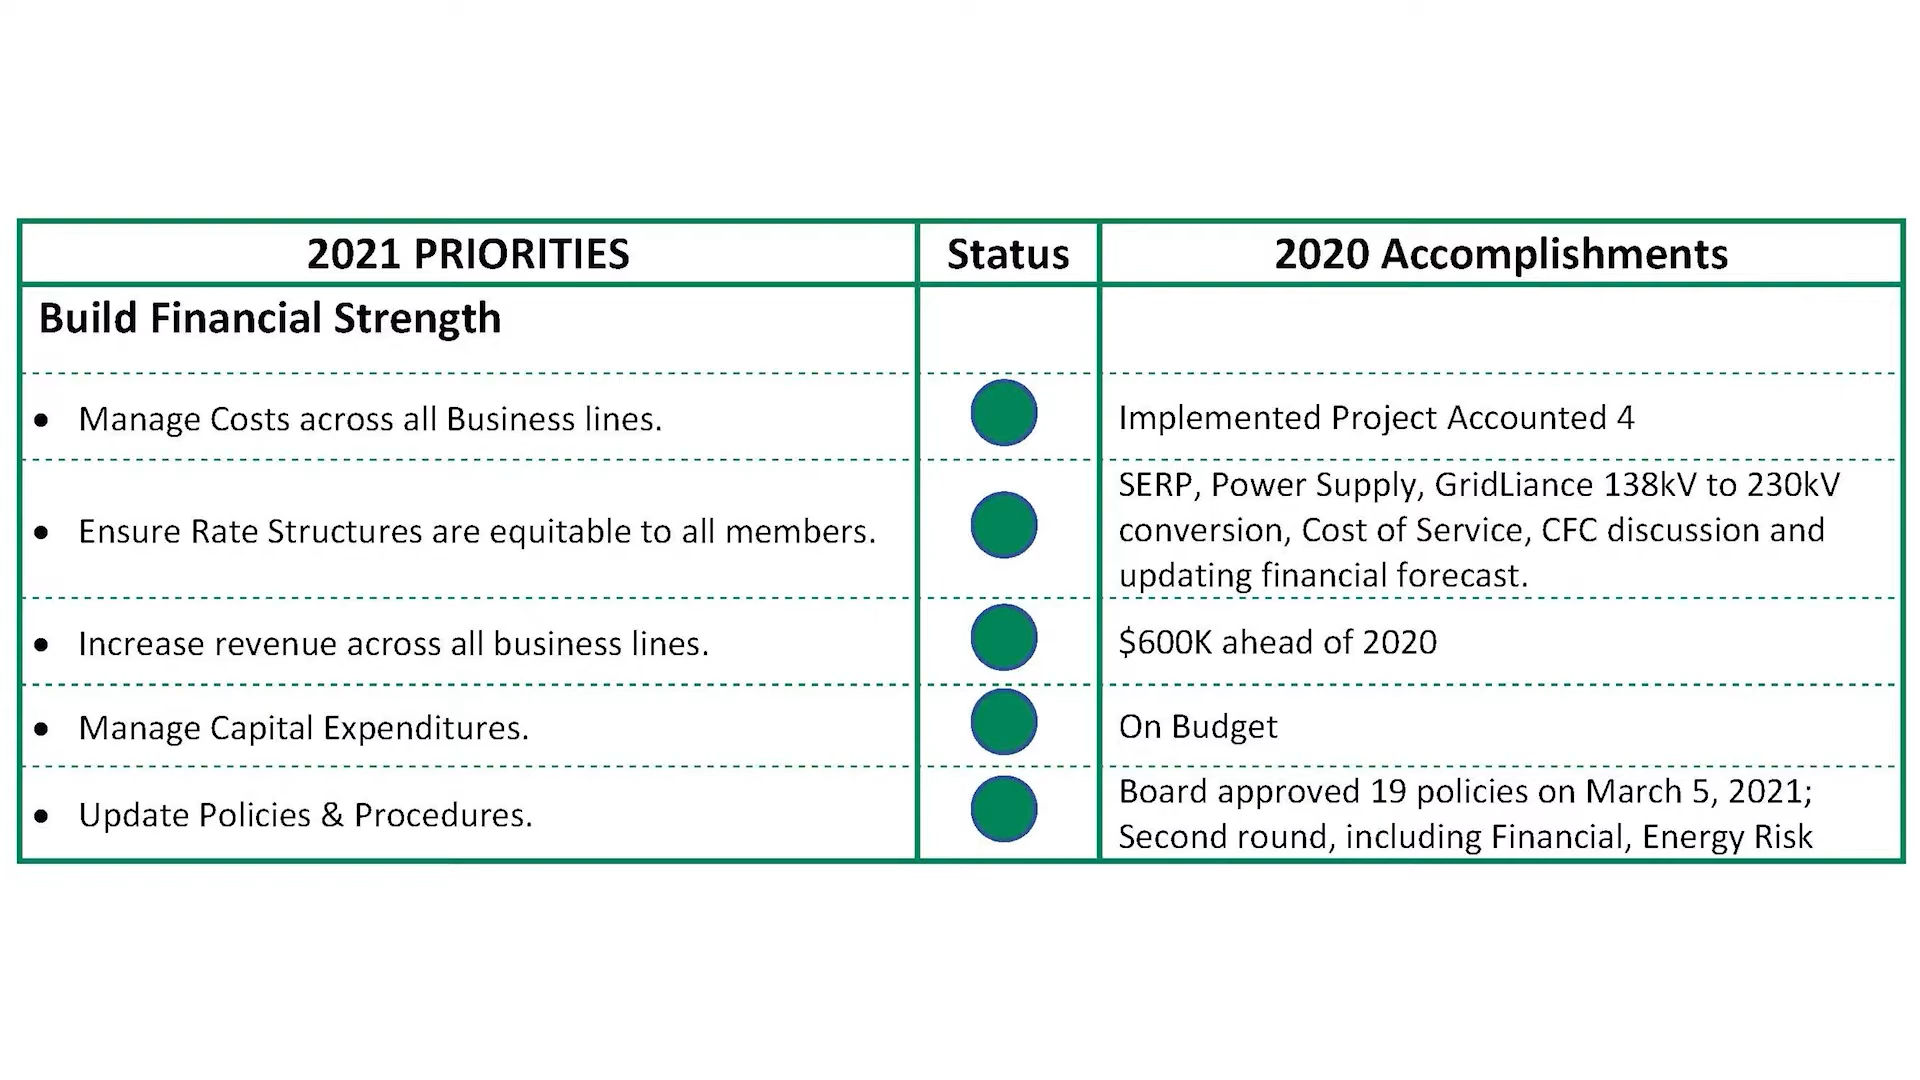 2021 PRIORITIES Status 2020 Accomplishments
Build Financial Strength
• Manage Costs across all Business lines. Implemented Project Accounted 4
• Ensure Rate Structures are equitable to all members. SERP, Power Supply, GridLiance 138kV to 230kV
conversion, Cost of Service, CFC discussion and
updating financial forecast.
• Increase revenue across all business lines. $600K ahead of 2020
• Manage Capital Expenditures. On Budget
• Update Policies & Procedures. Board approved 19 policies on March 5, 2021;
Second round, including Financial, Energy Risk